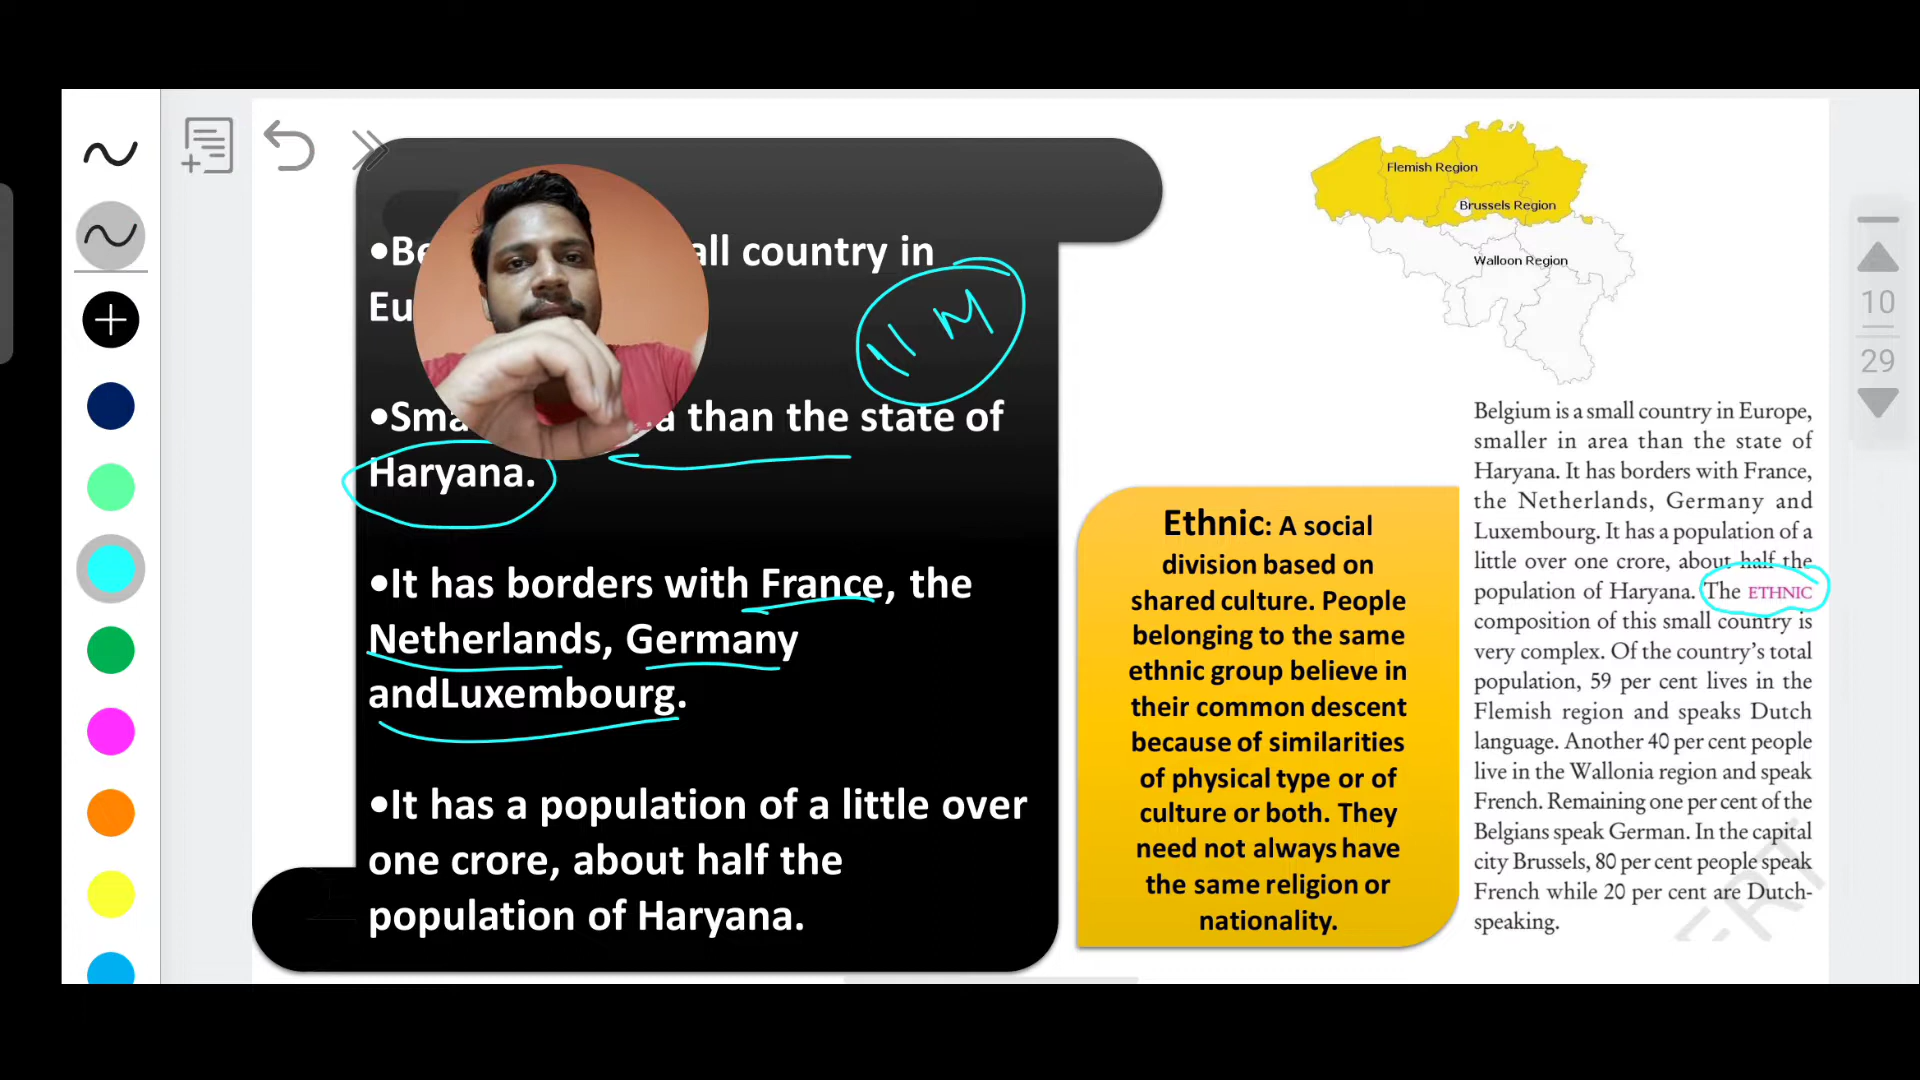 •Be all country in
Eu
11 M
•Sma a than the state of
Haryana.
•It has borders with France, the
Netherlands, Germany
andLuxembourg.
•It has a population of a little over
one crore, about half the
population of Haryana.
Flemish Region
Brussels Region
Walloon Region
Ethnic: A social
division based on
shared culture. People
belonging to the same
ethnic group believe in
their common descent
because of similarities
of physical type or of
culture or both. They
need not always have
the same religion or
nationality.
Belgium is a small country in Europe,
smaller in area than the state of
Haryana. It has borders with France,
the Netherlands, Germany and
Luxembourg. It has a population of a
little over one crore, about half the
population of Haryana. The ETHNIC
composition of this small country is
very complex. Of the country's total
population, 59 per cent lives in the
Flemish region and speaks Dutch
language. Another 40 per cent people
live in the Wallonia region and speak
French. Remaining one per cent of the
Belgians speak German. In the capital
city Brussels, 80 per cent people speak
French while 20 per cent are Dutch-
speaking.
10
29